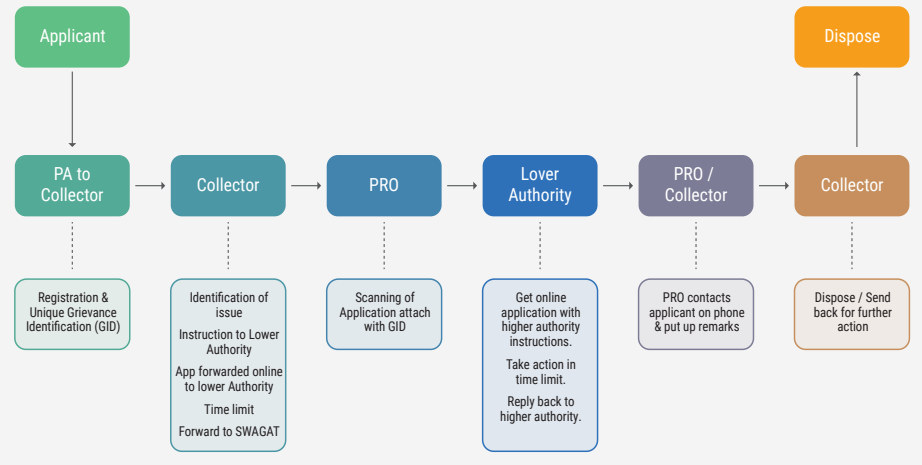 Applicant
Dispose
PA to
Collector
Collector
PRO
Lover
Authority
PRO /
Collector
Collector
Registration &
Unique Grievance
Identification (GID)
Identification of
issue
Instruction to Lower
Authority
App forwarded online
to lower Authority
Time limit
Forward to SWAGAT
Scanning of
Application attach
with GID
Get online
application with
higher authority
instructions.
Take action in
time limit.
Reply back to
higher authority.
PRO contacts
applicant on phone
& put up remarks
Dispose / Send
back for further
action